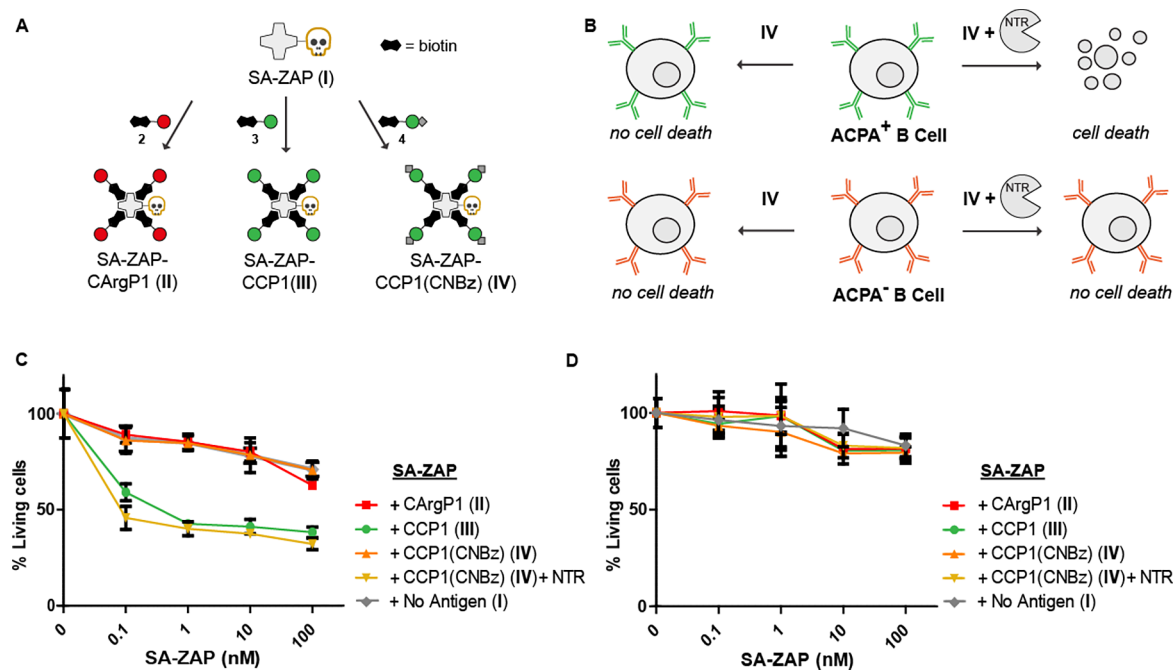 A
= biotin
SA-ZAP (I)
2
3
4
SA-ZAP-
CArgP1 (II)
SA-ZAP-
CCP1(III)
SA-ZAP-
CCP1(CNBz) (IV)
B
IV
IV +
NTR
no cell death
ACPA+ B Cell
cell death
IV
IV +
NTR
no cell death
ACPA- B Cell
no cell death
C
% Living cells
100
50
0
0
0.1
1
10
100
SA-ZAP (nM)
SA-ZAP
+ CArgP1 (II)
+ CCP1 (III)
+ CCP1(CNBz) (IV)
+ CCP1(CNBz) (IV)+ NTR
+ No Antigen (I)
D
% Living cells
100
50
0
0
0.1
1
10
100
SA-ZAP (nM)
SA-ZAP
+ CArgP1 (II)
+ CCP1 (III)
+ CCP1(CNBz) (IV)
+ CCP1(CNBz) (IV)+ NTR
+ No Antigen (I)